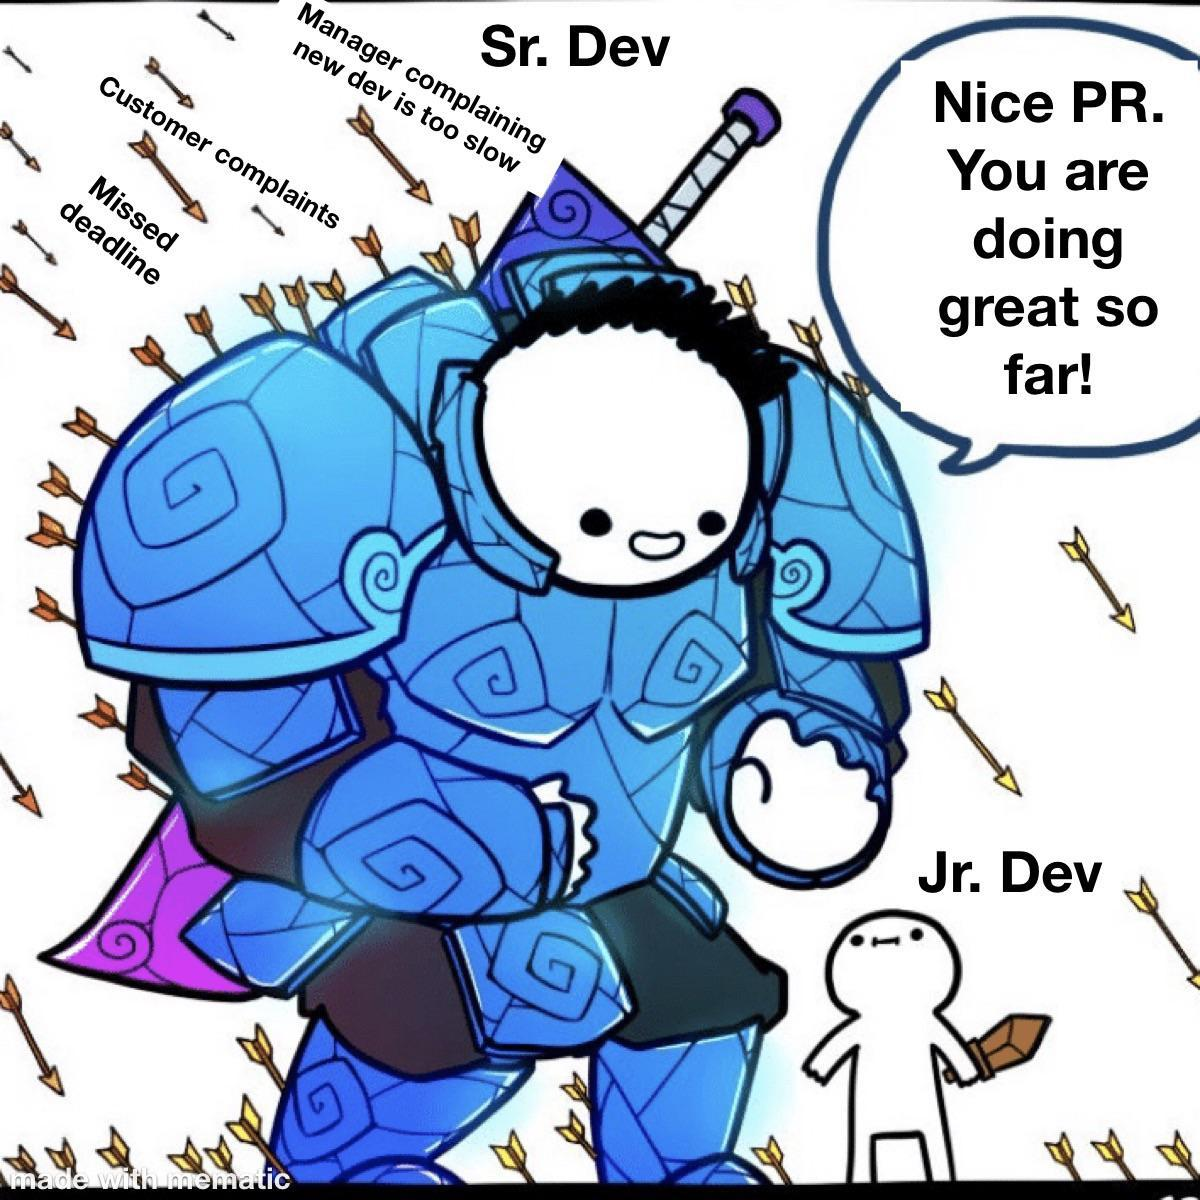 Sr. Dev
Manager complaining
new dev is too slow
Customer complaints
Missed
deadline
Nice PR.
You are
doing
great so
far!
Jr. Dev
made with mematic